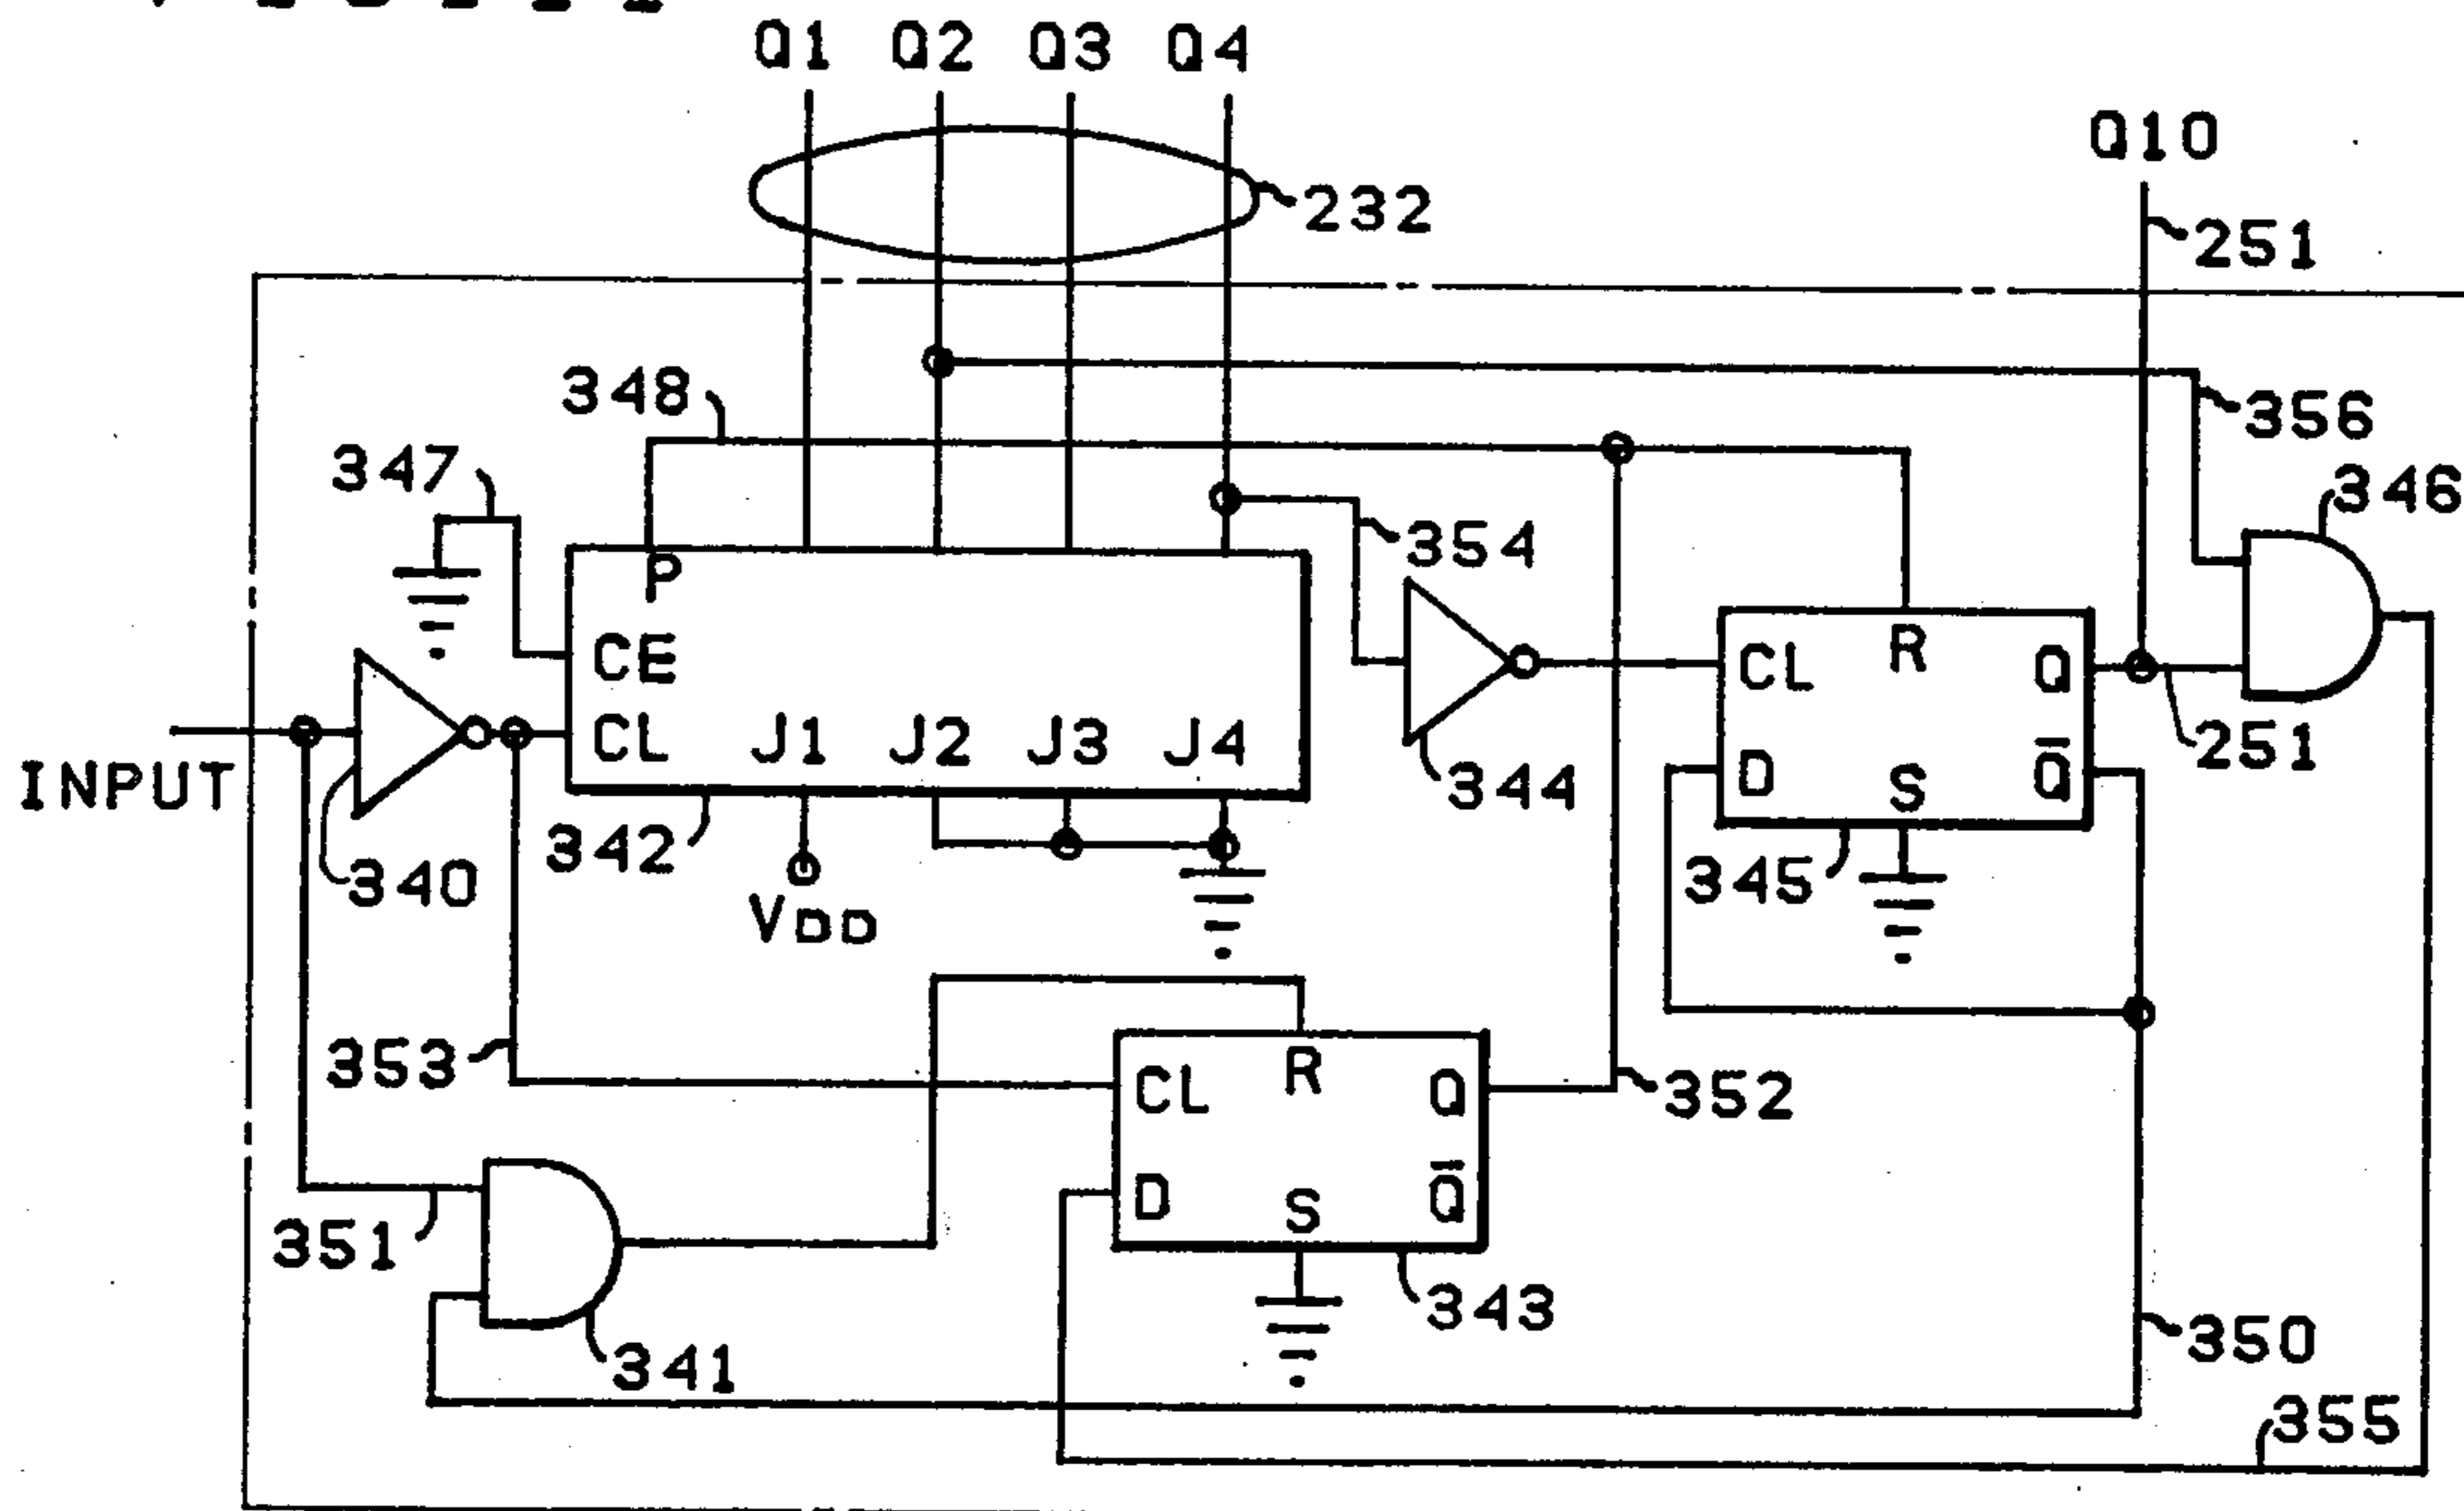 Q1 Q2 Q3 Q4
Q10
232
251
348
356
347
346
354
P
CE
CL R Q
CL J1 J2 J3 J4
251
INPUT
D S Q̅
344
342
340
345
VDD
353
CL R Q
352
D S Q̅
351
343
341
350
355